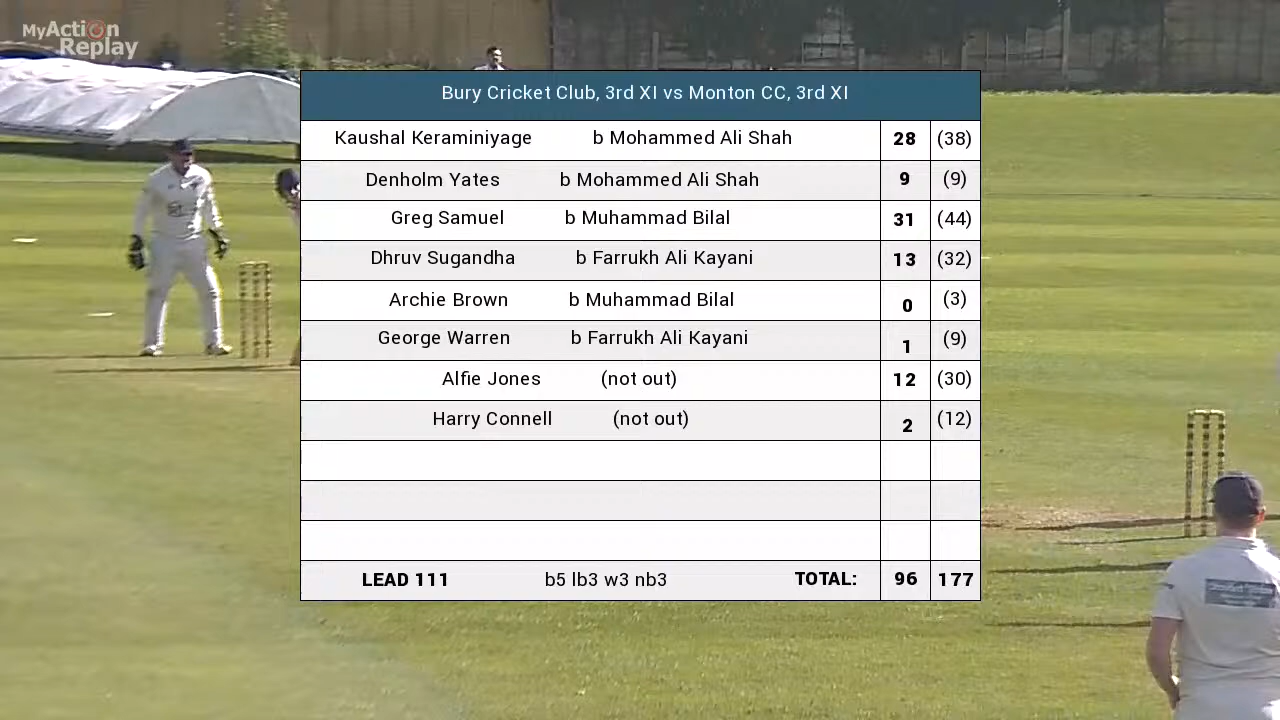 MyAction
Replay
Bury Cricket Club, 3rd XI vs Monton CC, 3rd XI
Kaushal Keraminiyage b Mohammed Ali Shah 28 (38)
Denholm Yates b Mohammed Ali Shah 9 (9)
Greg Samuel b Muhammad Bilal 31 (44)
Dhruv Sugandha b Farrukh Ali Kayani 13 (32)
Archie Brown b Muhammad Bilal 0 (3)
George Warren b Farrukh Ali Kayani 1 (9)
Alfie Jones (not out) 12 (30)
Harry Connell (not out) 2 (12)
LEAD 111 b5 lb3 w3 nb3 TOTAL: 96 177